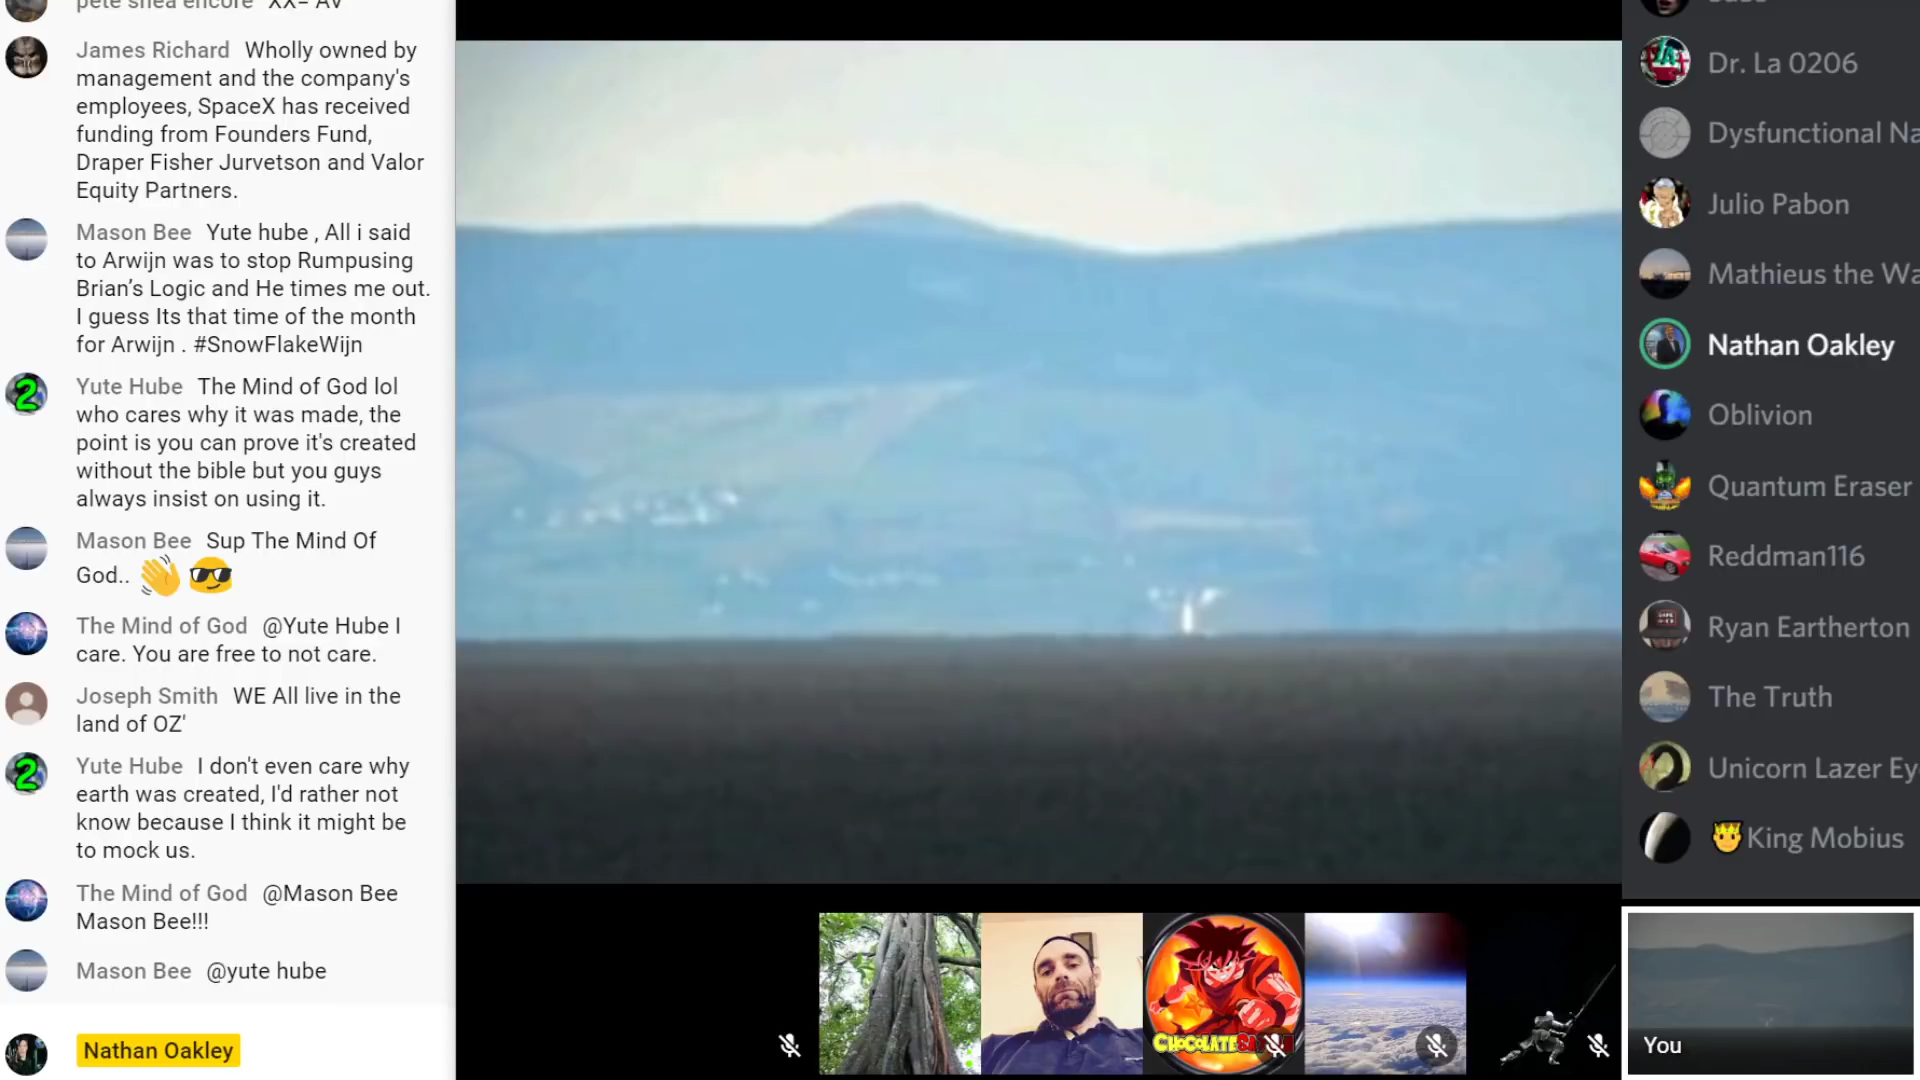 pete shea encore XX= AV
James Richard Wholly owned by
management and the company's
employees, SpaceX has received
funding from Founders Fund,
Draper Fisher Jurvetson and Valor
Equity Partners.
Mason Bee Yute hube , All i said
to Arwijn was to stop Rumpusing
Brian’s Logic and He times me out.
I guess Its that time of the month
for Arwijn . #SnowFlakeWijn
Yute Hube The Mind of God lol
who cares why it was made, the
point is you can prove it's created
without the bible but you guys
always insist on using it.
Mason Bee Sup The Mind Of
God.. 👋 😎
The Mind of God @Yute Hube I
care. You are free to not care.
Joseph Smith WE All live in the
land of OZ'
Yute Hube I don't even care why
earth was created, I'd rather not
know because I think it might be
to mock us.
The Mind of God @Mason Bee
Mason Bee!!!
Mason Bee @yute hube
Nathan Oakley
Dr. La 0206
Dysfunctional Na
Julio Pabon
Mathieus the Wa
Nathan Oakley
Oblivion
Quantum Eraser
Reddman116
Ryan Eartherton
The Truth
Unicorn Lazer Ey
King Mobius
You